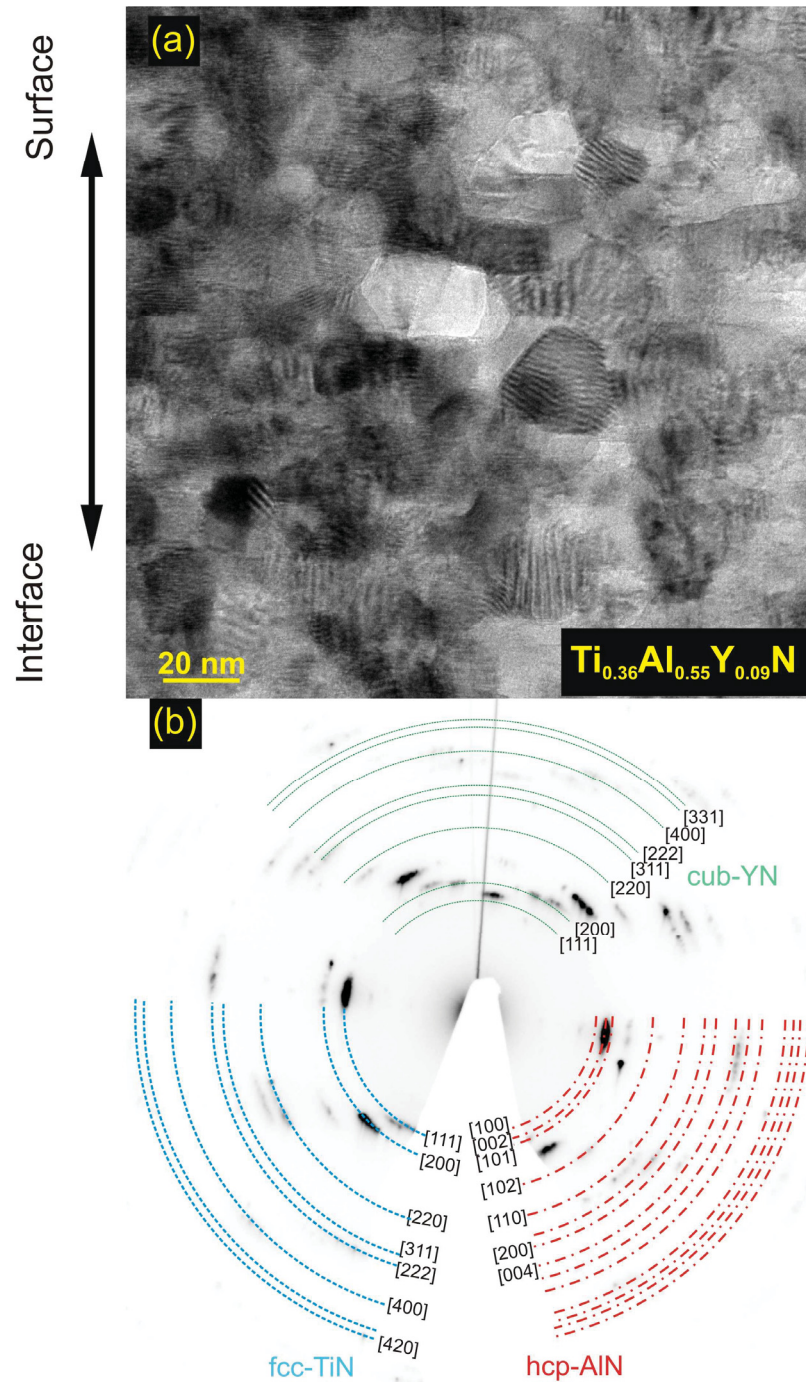 (a)
Surface
Interface
20 nm
Ti0.36Al0.55Y0.09N
(b)
[331]
[400]
[222]
[311]
[220]
cub-YN
[200]
[111]
[111]
[200]
[220]
[311]
[222]
[400]
[420]
fcc-TiN
[100]
[002]
[101]
[102]
[110]
[200]
[004]
hcp-AlN